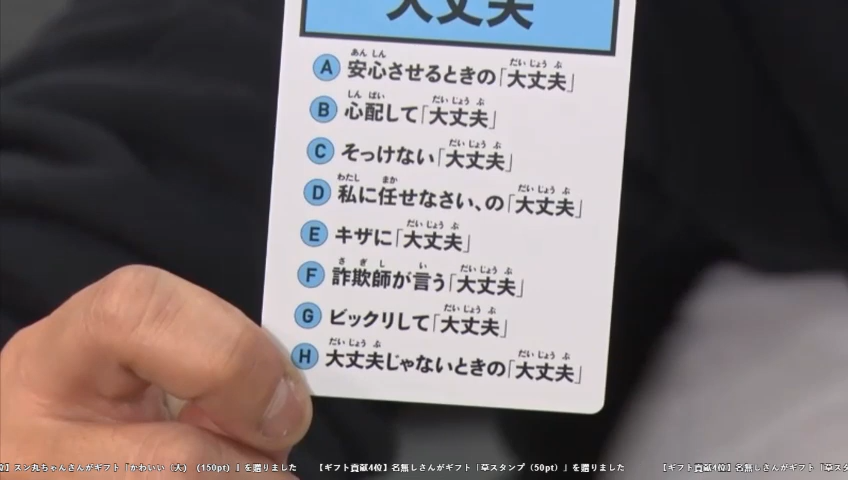 大丈夫
A 安心させるときの「大丈夫」
B 心配して「大丈夫」
C そっけない「大丈夫」
D 私に任せなさい、の「大丈夫」
E キザに「大丈夫」
F 詐欺師が言う「大丈夫」
G ビックリして「大丈夫」
H 大丈夫じゃないときの「大丈夫」
位】スン丸ちゃんさんがギフト「かわいい（大）（150pt）」を贈りました 【ギフト貢献4位】名無しさんがギフト「草スタンプ（50pt）」を贈りました 【ギフト貢献4位】名無しさんがギフト「草ス